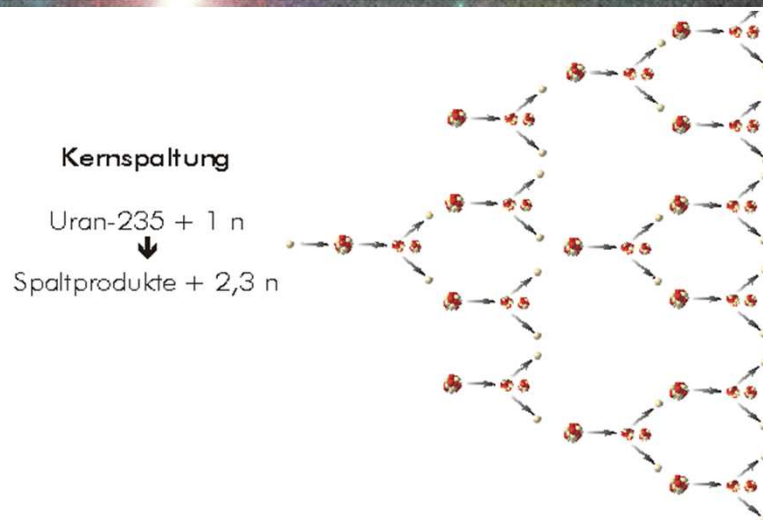 Kernspaltung
Uran-235 + 1 n
Spaltprodukte + 2,3 n